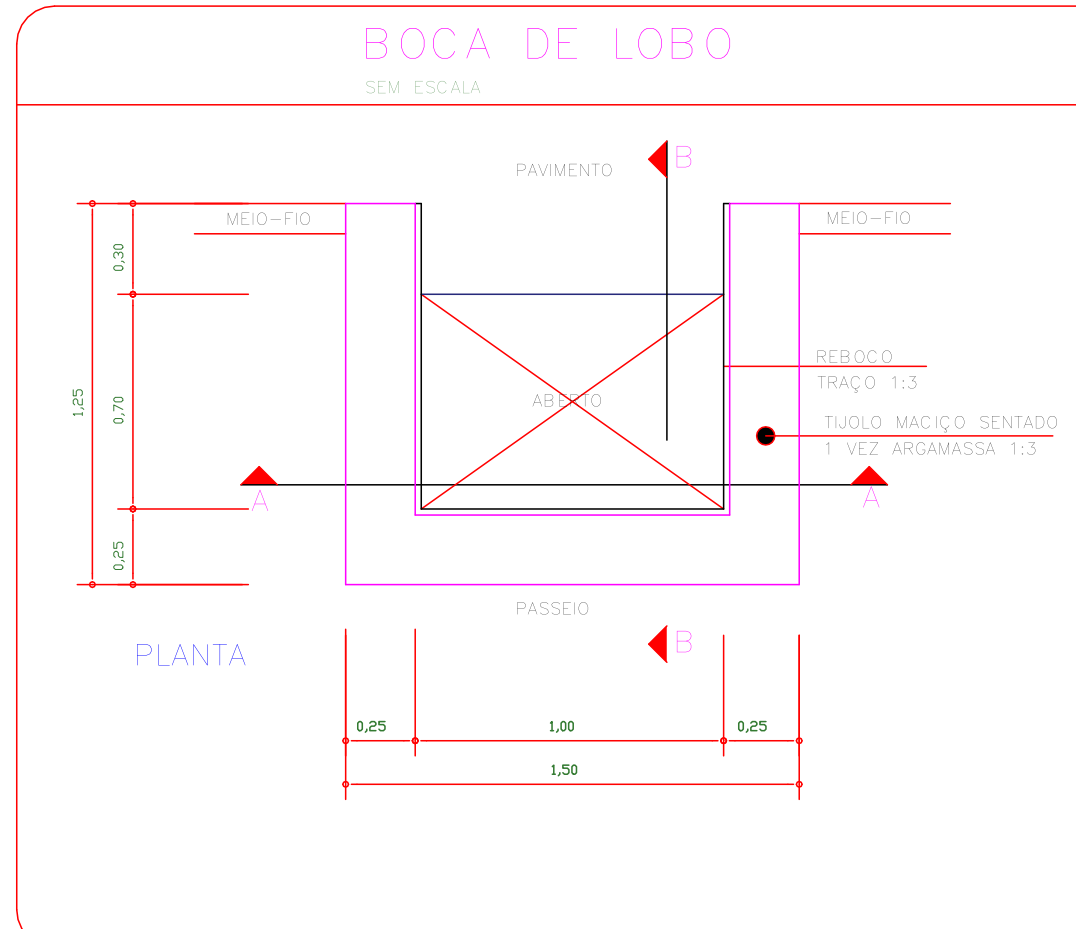 BOCA DE LOBO
SEM ESCALA
PAVIMENTO
B
MEIO-FIO
MEIO-FIO
0,30
1,25
0,70
0,25
REBOCO
TRAÇO 1:3
ABERTO
TIJOLO MACIÇO SENTADO
1 VEZ ARGAMASSA 1:3
A
A
PASSEIO
B
PLANTA
0,25
1,00
0,25
1,50